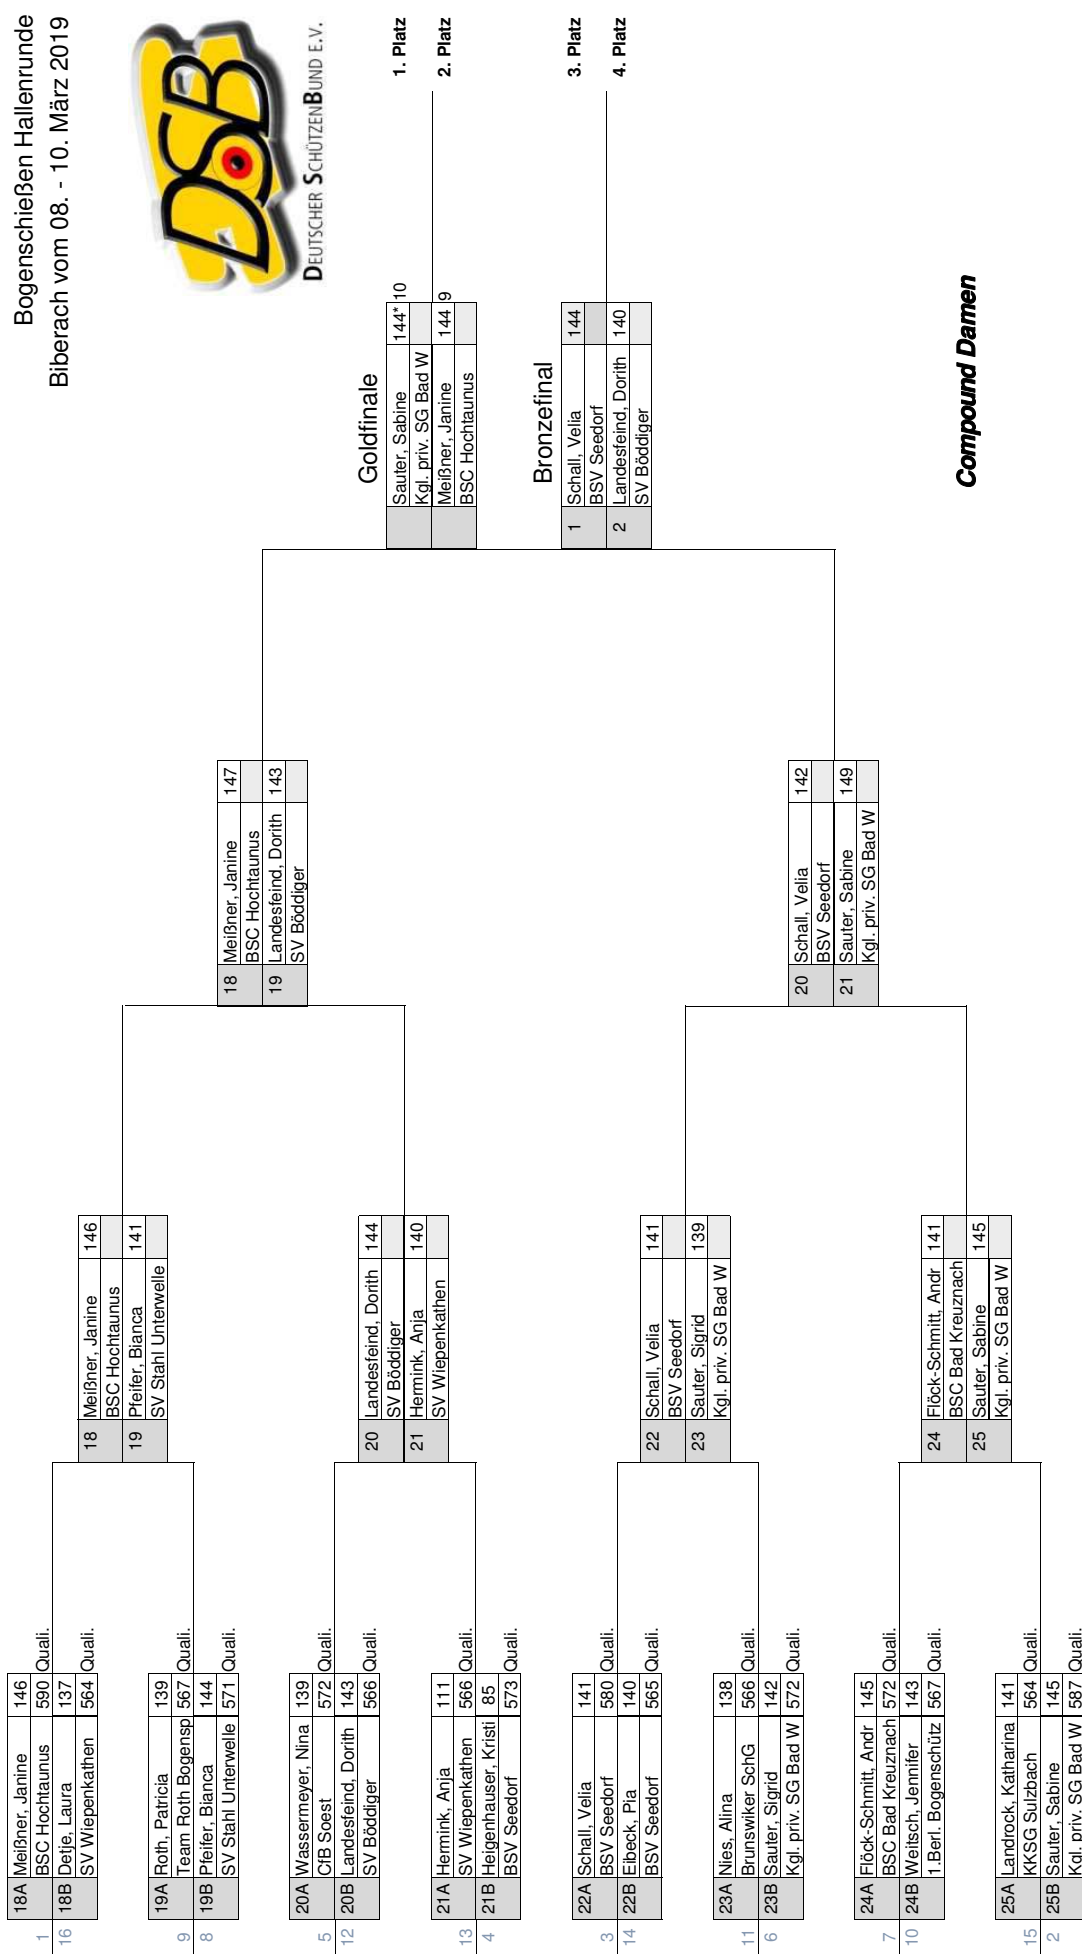 Bogenschießen Hallenrunde
Biberach vom 08. - 10. März 2019
DSB
DEUTSCHER SCHÜTZENBUND E.V.
1
18A Meißner, Janine 146
BSC Hochtaunus 590 Quali.
16
18B Detje, Laura 137
SV Wiepenkathen 564 Quali.
9
19A Roth, Patricia 139
Team Roth Bogensp 567 Quali.
8
19B Pfeifer, Bianca 144
SV Stahl Unterwelle 571 Quali.
5
20A Wassermeyer, Nina 139
CfB Soest 572 Quali.
12
20B Landesfeind, Dorith 143
SV Böddiger 566 Quali.
13
21A Hermink, Anja 111
SV Wiepenkathen 566 Quali.
4
21B Heigenhauser, Kristi 85
BSV Seedorf 573 Quali.
3
22A Schall, Velia 141
BSV Seedorf 580 Quali.
14
22B Eibeck, Pia 140
BSV Seedorf 565 Quali.
11
23A Nies, Alina 138
Brunswiker SchG 566 Quali.
6
23B Sauter, Sigrid 142
Kgl. priv. SG Bad W 572 Quali.
7
24A Flöck-Schmitt, Andr 145
BSC Bad Kreuznach 572 Quali.
10
24B Weitsch, Jennifer 143
1.Berl. Bogenschütz 567 Quali.
15
25A Landrock, Katharina 141
KKSG Sulzbach 564 Quali.
2
25B Sauter, Sabine 145
Kgl. priv. SG Bad W 587 Quali.
18 Meißner, Janine 146
BSC Hochtaunus
19 Pfeifer, Bianca 141
SV Stahl Unterwelle
20 Landesfeind, Dorith 144
SV Böddiger
21 Hermink, Anja 140
SV Wiepenkathen
22 Schall, Velia 141
BSV Seedorf
23 Sauter, Sigrid 139
Kgl. priv. SG Bad W
24 Flöck-Schmitt, Andr 141
BSC Bad Kreuznach
25 Sauter, Sabine 145
Kgl. priv. SG Bad W
18 Meißner, Janine 147
BSC Hochtaunus
19 Landesfeind, Dorith 143
SV Böddiger
20 Schall, Velia 142
BSV Seedorf
21 Sauter, Sabine 149
Kgl. priv. SG Bad W
Goldfinale
Sauter, Sabine 144* 10 1. Platz
Kgl. priv. SG Bad W
Meißner, Janine 144 9 2. Platz
BSC Hochtaunus
Bronzefinal
1 Schall, Velia 144 3. Platz
BSV Seedorf
2 Landesfeind, Dorith 140 4. Platz
SV Böddiger
Compound Damen